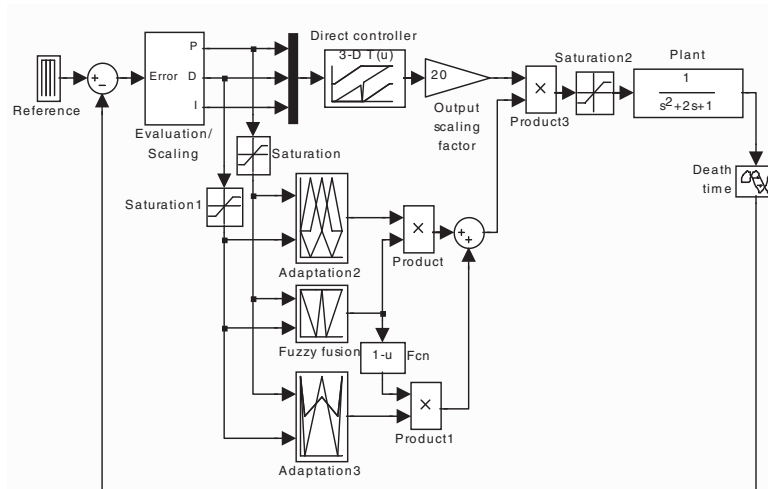 Direct controller
3-D T(u)
P
Error D
I
20
Saturation2
Plant
1
s²+2s+1
Reference
Evaluation/
Scaling
Output
scaling
factor
Product3
Saturation
Death
time
Saturation1
Adaptation2
Product
Fuzzy fusion
1-u
Fcn
Product1
Adaptation3